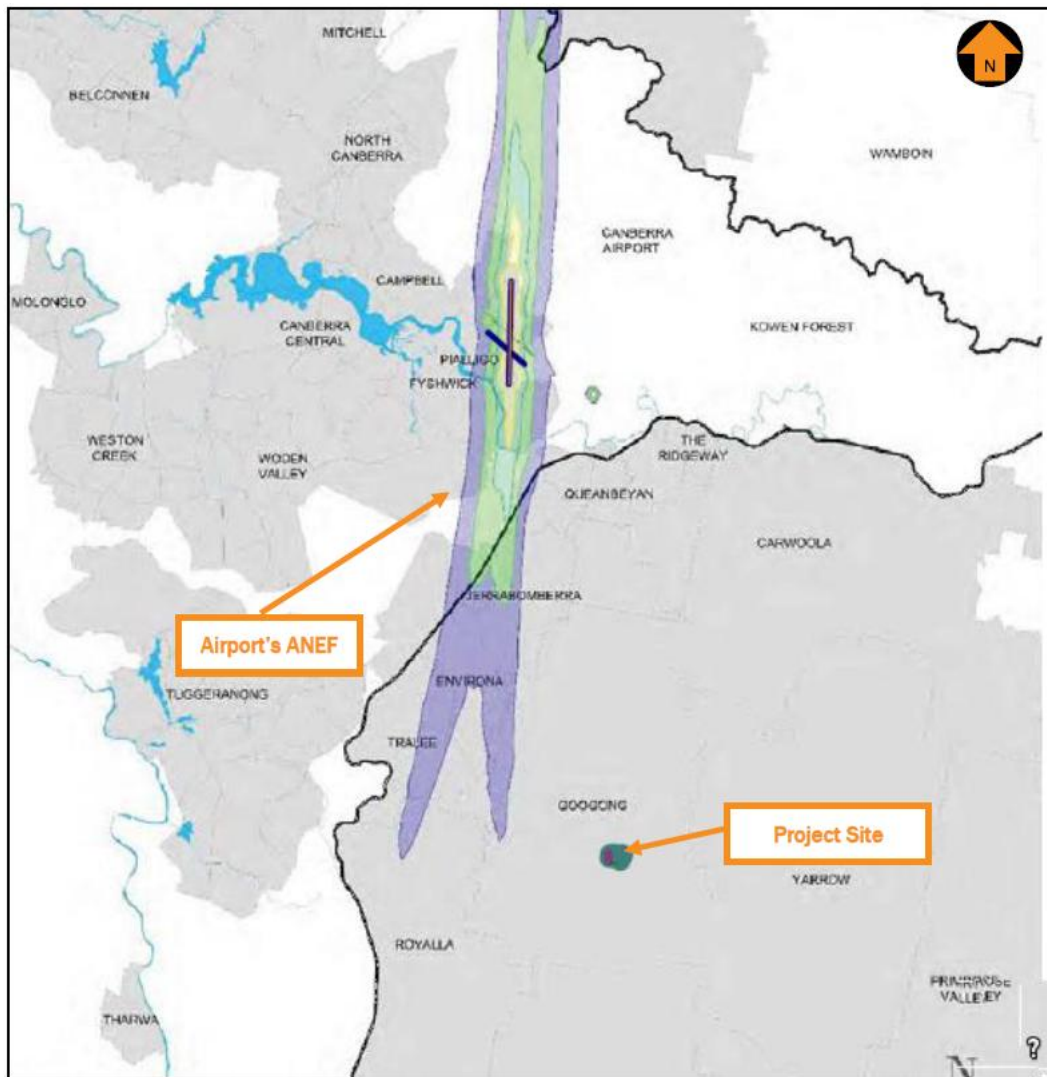 MITCHELL
N
BELCONNEN
NORTH
CANBERRA
WAMBOIN
CANBERRA
AIRPORT
CAMPBELL
MOLONGLO
CANBERRA
CENTRAL
KOWEN FOREST
PIALLIGO
FYSHWICK
WESTON
CREEK
WODEN
VALLEY
THE
RIDGEWAY
QUEANBEYAN
CARWOOLA
JERRABOMBERRA
Airport's ANEF
ENVIRONA
TUGGERANONG
TRALEE
GOOGONG
Project Site
YARROW
ROYALLA
PRIMROSE
VALLEY
THARWA
?
N